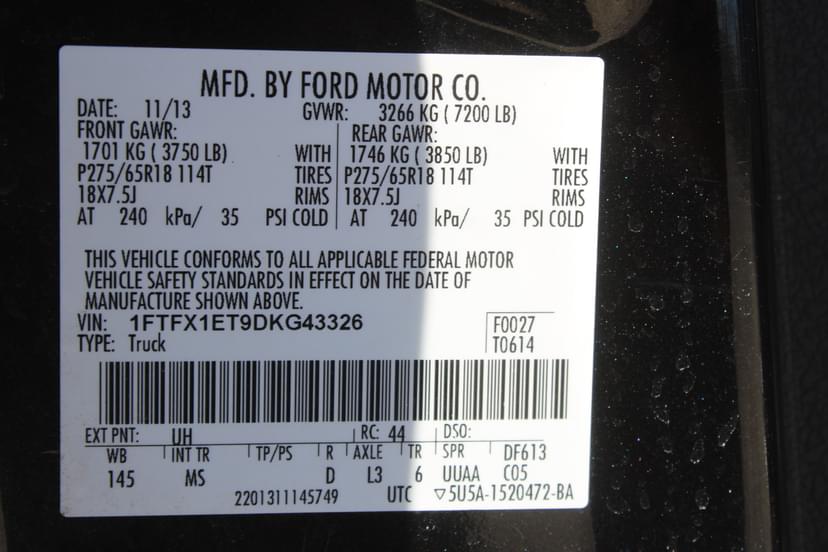 MFD. BY FORD MOTOR CO.
DATE: 11/13 GVWR: 3266 KG ( 7200 LB)
FRONT GAWR: REAR GAWR:
1701 KG ( 3750 LB) WITH 1746 KG ( 3850 LB) WITH
P275/65R18 114T TIRES P275/65R18 114T TIRES
18X7.5J RIMS 18X7.5J RIMS
AT 240 kPa/ 35 PSI COLD AT 240 kPa/ 35 PSI COLD
THIS VEHICLE CONFORMS TO ALL APPLICABLE FEDERAL MOTOR
VEHICLE SAFETY STANDARDS IN EFFECT ON THE DATE OF
MANUFACTURE SHOWN ABOVE.
VIN: 1FTFX1ET9DKG43326 F0027
TYPE: Truck T0614
EXT PNT: UH RC: 44 DSO:
WB INT TR TP/PS R AXLE TR SPR DF613
145 MS D L3 6 UUAA C05
2201311145749 UTC ▽5U5A-1520472-BA